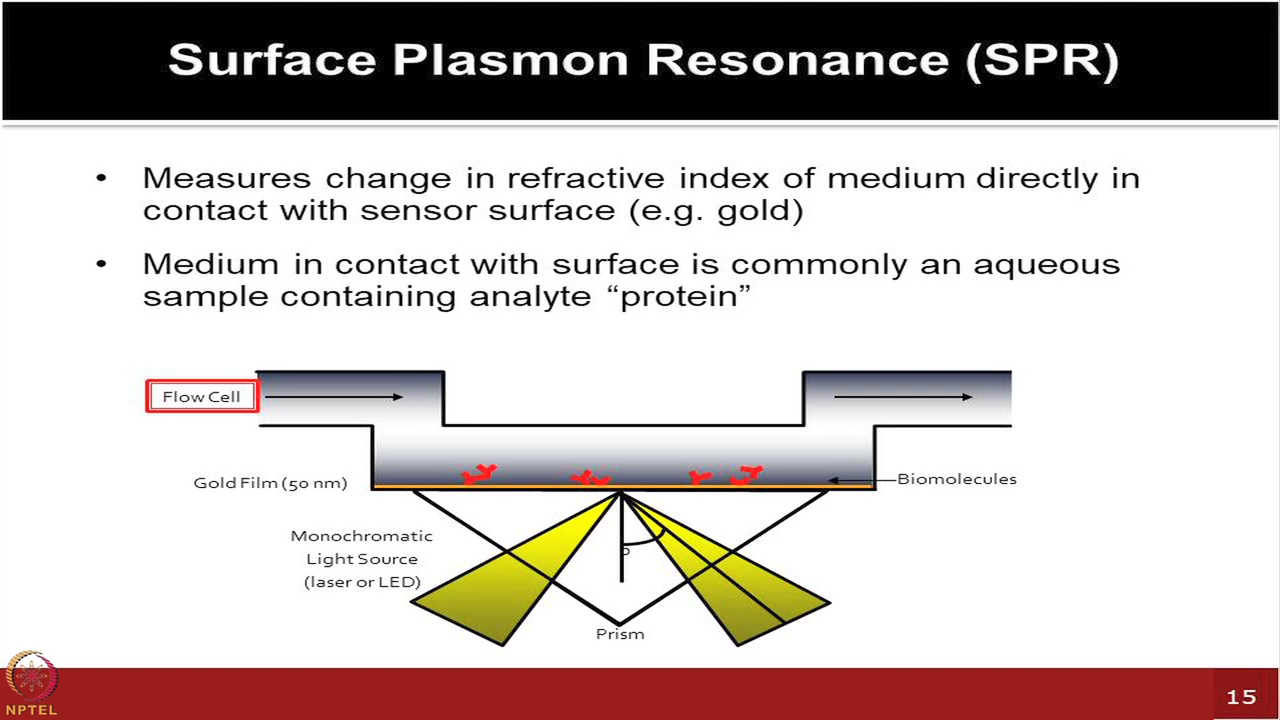 Surface Plasmon Resonance (SPR)
• Measures change in refractive index of medium directly in
contact with sensor surface (e.g. gold)
• Medium in contact with surface is commonly an aqueous
sample containing analyte “protein”
Flow Cell
Gold Film (50 nm)
Biomolecules
Monochromatic
Light Source
(laser or LED)
Prism
NPTEL
15